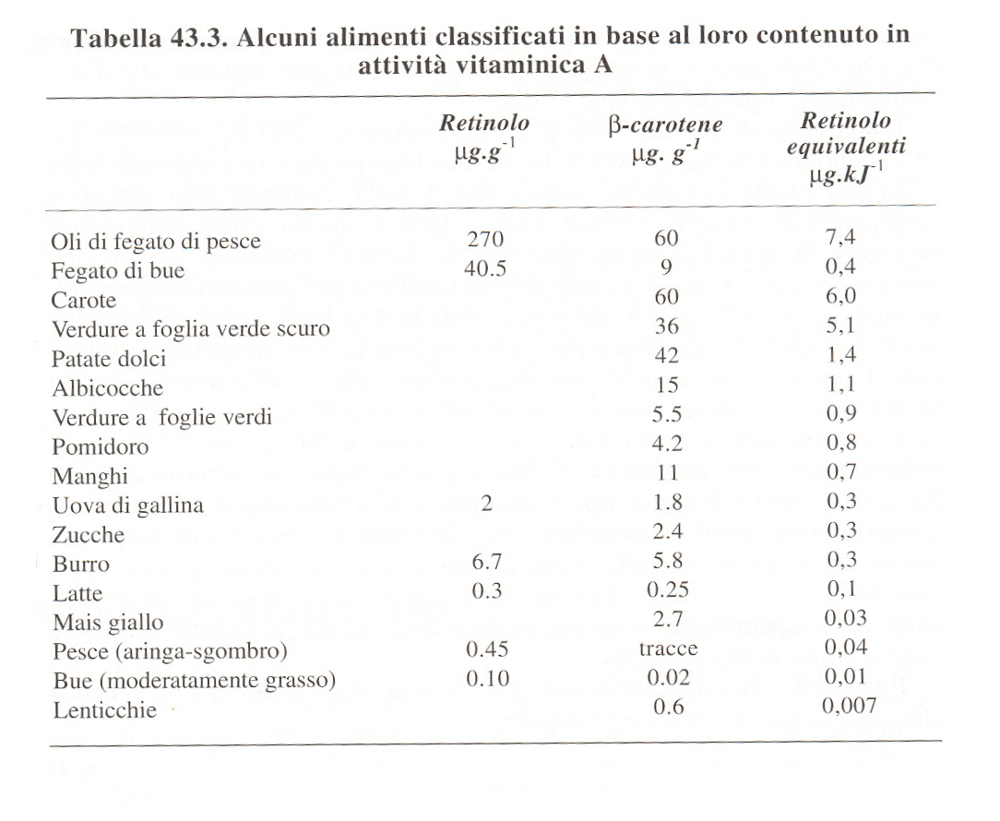 Tabella 43.3. Alcuni alimenti classificati in base al loro contenuto in
attività vitaminica A
Retinolo β-carotene Retinolo
μg.g⁻¹ μg. g⁻¹ equivalenti
μg.kJ⁻¹
Oli di fegato di pesce 270 60 7,4
Fegato di bue 40.5 9 0,4
Carote 60 6,0
Verdure a foglia verde scuro 36 5,1
Patate dolci 42 1,4
Albicocche 15 1,1
Verdure a foglie verdi 5.5 0,9
Pomidoro 4.2 0,8
Manghi 11 0,7
Uova di gallina 2 1.8 0,3
Zucche 2.4 0,3
Burro 6.7 5.8 0,3
Latte 0.3 0.25 0,1
Mais giallo 2.7 0,03
Pesce (aringa-sgombro) 0.45 tracce 0,04
Bue (moderatamente grasso) 0.10 0.02 0,01
Lenticchie 0.6 0,007